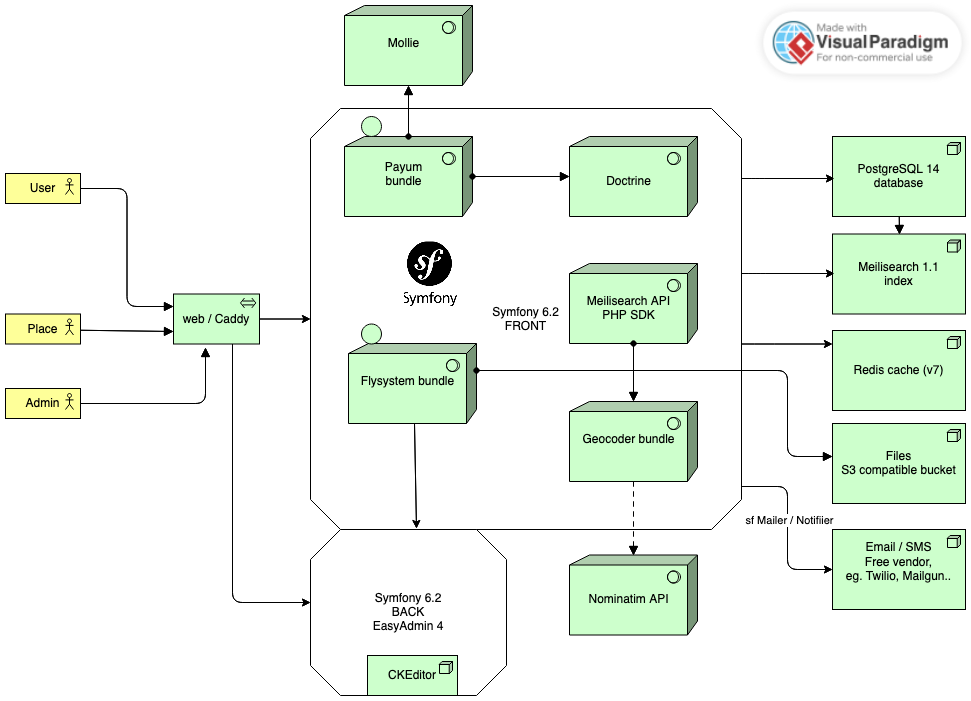 Mollie
Made with
VisualParadigm
For non-commercial use
Payum
bundle
Doctrine
PostgreSQL 14
database
User
sf
Symfony
Meilisearch API
PHP SDK
Meilisearch 1.1
index
web / Caddy
Symfony 6.2
FRONT
Place
Flysystem bundle
Redis cache (v7)
Admin
Geocoder bundle
Files
S3 compatible bucket
sf Mailer / Notifiier
Email / SMS
Free vendor,
eg. Twilio, Mailgun..
Symfony 6.2
BACK
EasyAdmin 4
Nominatim API
CKEditor